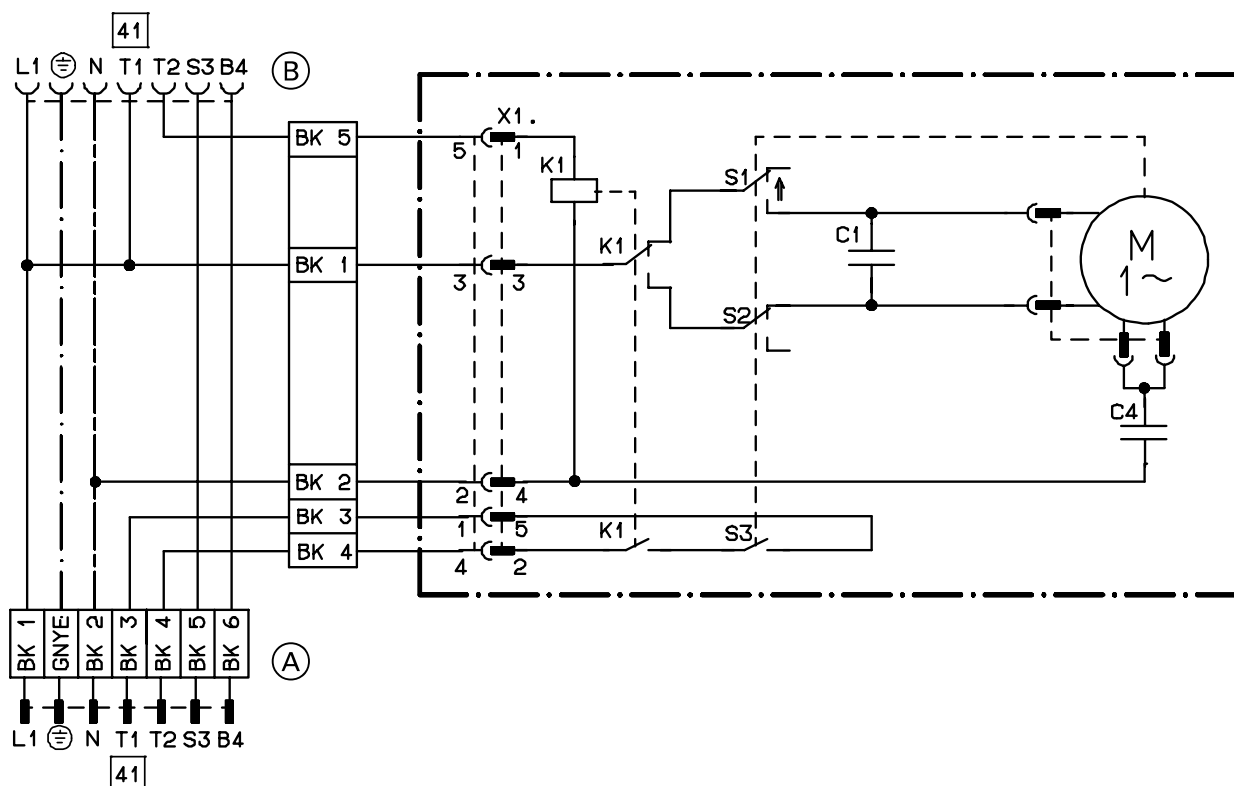 41
L1 N T1 T2 S3 B4 B
X1.
BK 5
5 1
K1
S1
C1
M
1 ~
K1
BK 1
3 3
S2
C4
BK 2
2 4
BK 3
1 5
K1 S3
BK 4
4 2
BK 1
GNYE
BK 2
BK 3
BK 4
BK 5
BK 6
A
L1 N T1 T2 S3 B4
41